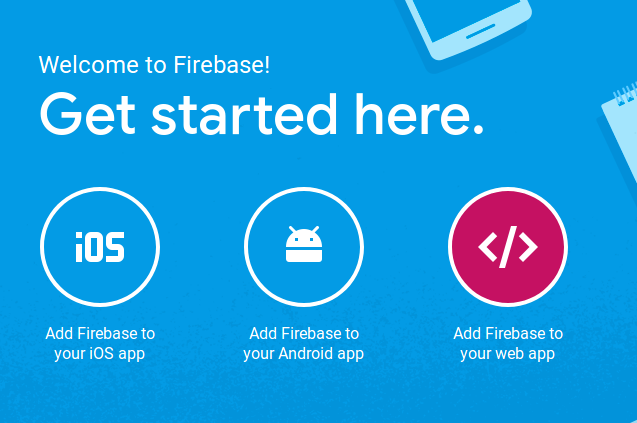 Welcome to Firebase!
Get started here.
iOS
Add Firebase to
your iOS app
Add Firebase to
your Android app
</>
Add Firebase to
your web app